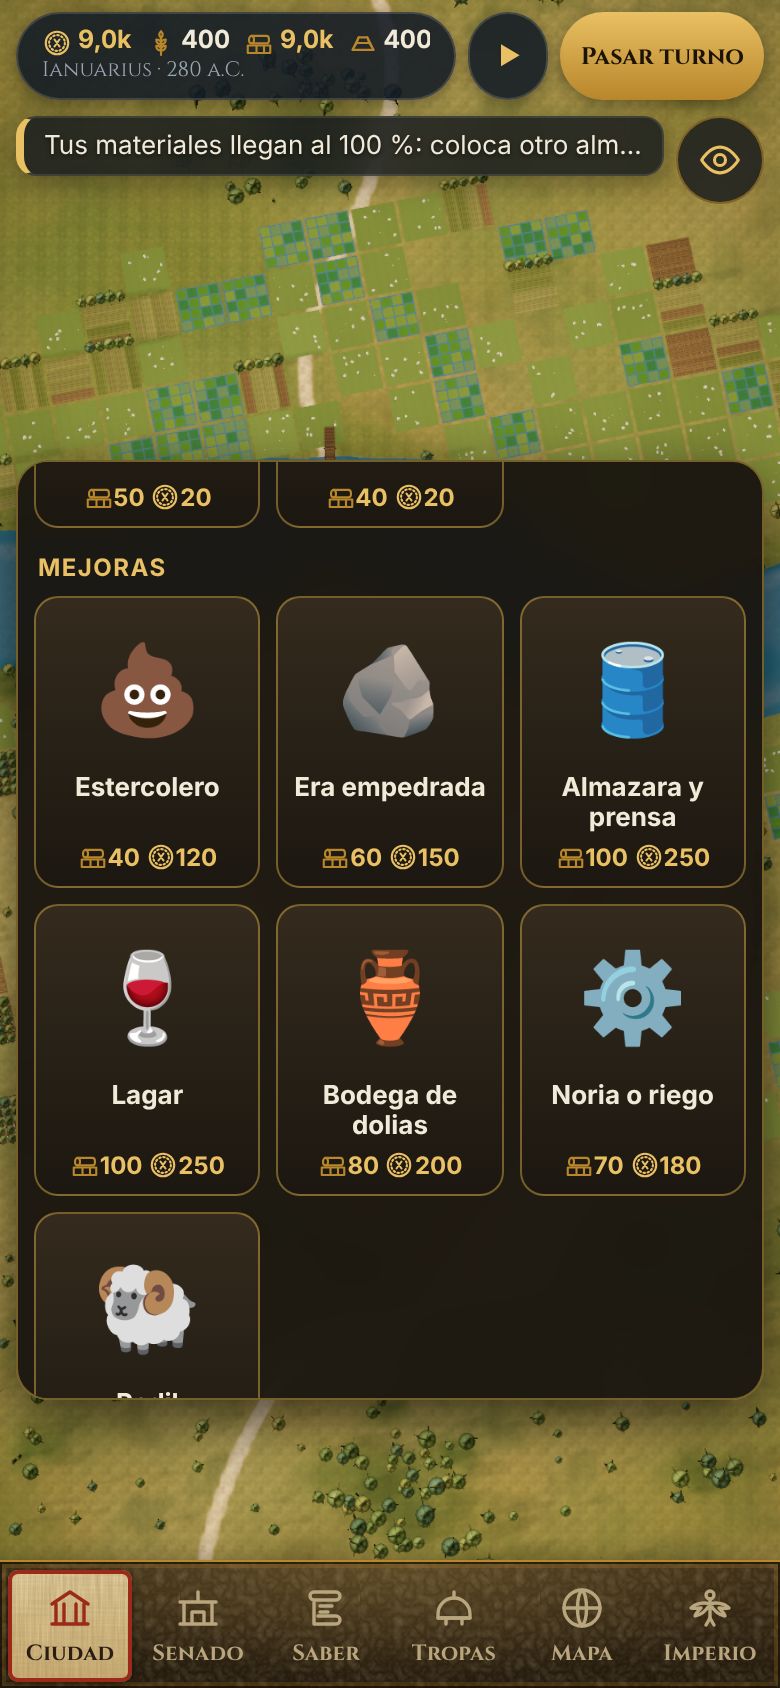 9,0k 400 9,0k 400
IANUARIUS · 280 A.C.
PASAR TURNO
Tus materiales llegan al 100 %: coloca otro alm...
50 20
40 20
MEJORAS
Estercolero
40 120
Era empedrada
60 150
Almazara y
prensa
100 250
Lagar
100 250
Bodega de
dolias
80 200
Noria o riego
70 180
CIUDAD
SENADO
SABER
TROPAS
MAPA
IMPERIO